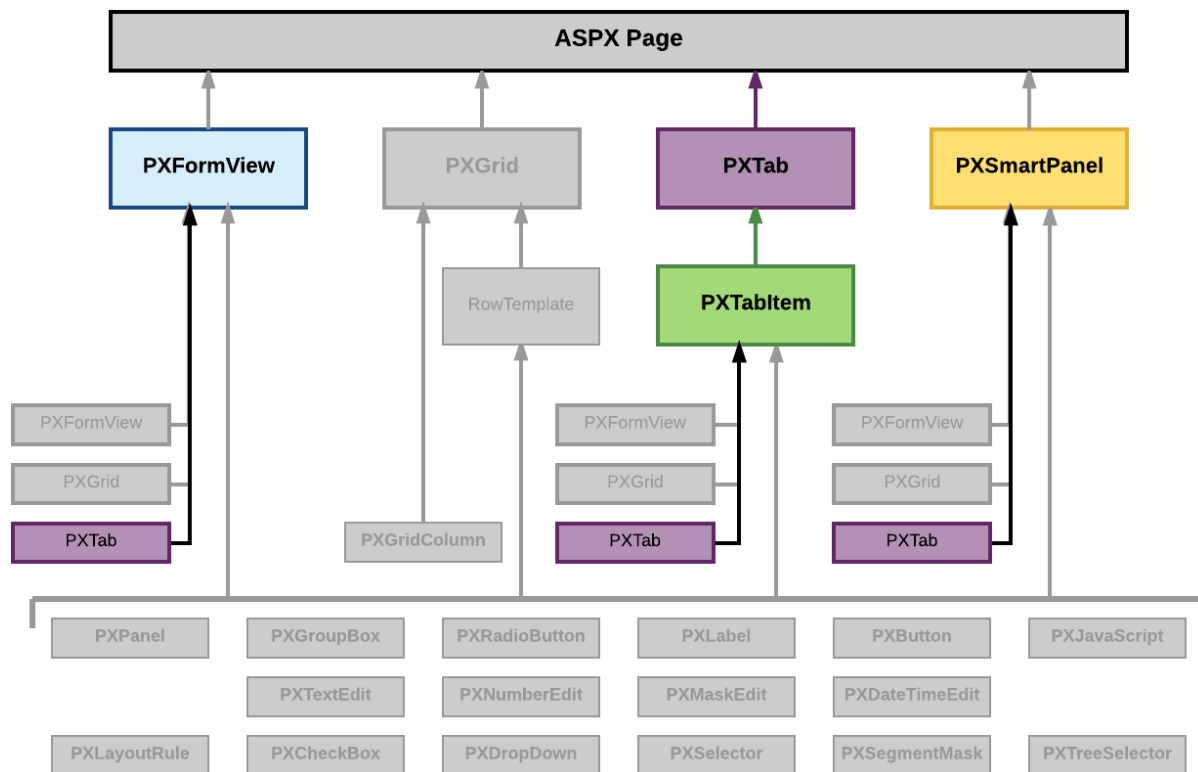 ASPX Page
PXFormView
PXGrid
PXTab
PXSmartPanel
RowTemplate
PXTabItem
PXFormView
PXFormView
PXFormView
PXGrid
PXGrid
PXGrid
PXTab
PXGridColumn
PXTab
PXTab
PXPanel
PXGroupBox
PXRadioButton
PXLabel
PXButton
PXJavaScript
PXTextEdit
PXNumberEdit
PXMaskEdit
PXDateTimeEdit
PXLayoutRule
PXCheckBox
PXDropDown
PXSelector
PXSegmentMask
PXTreeSelector